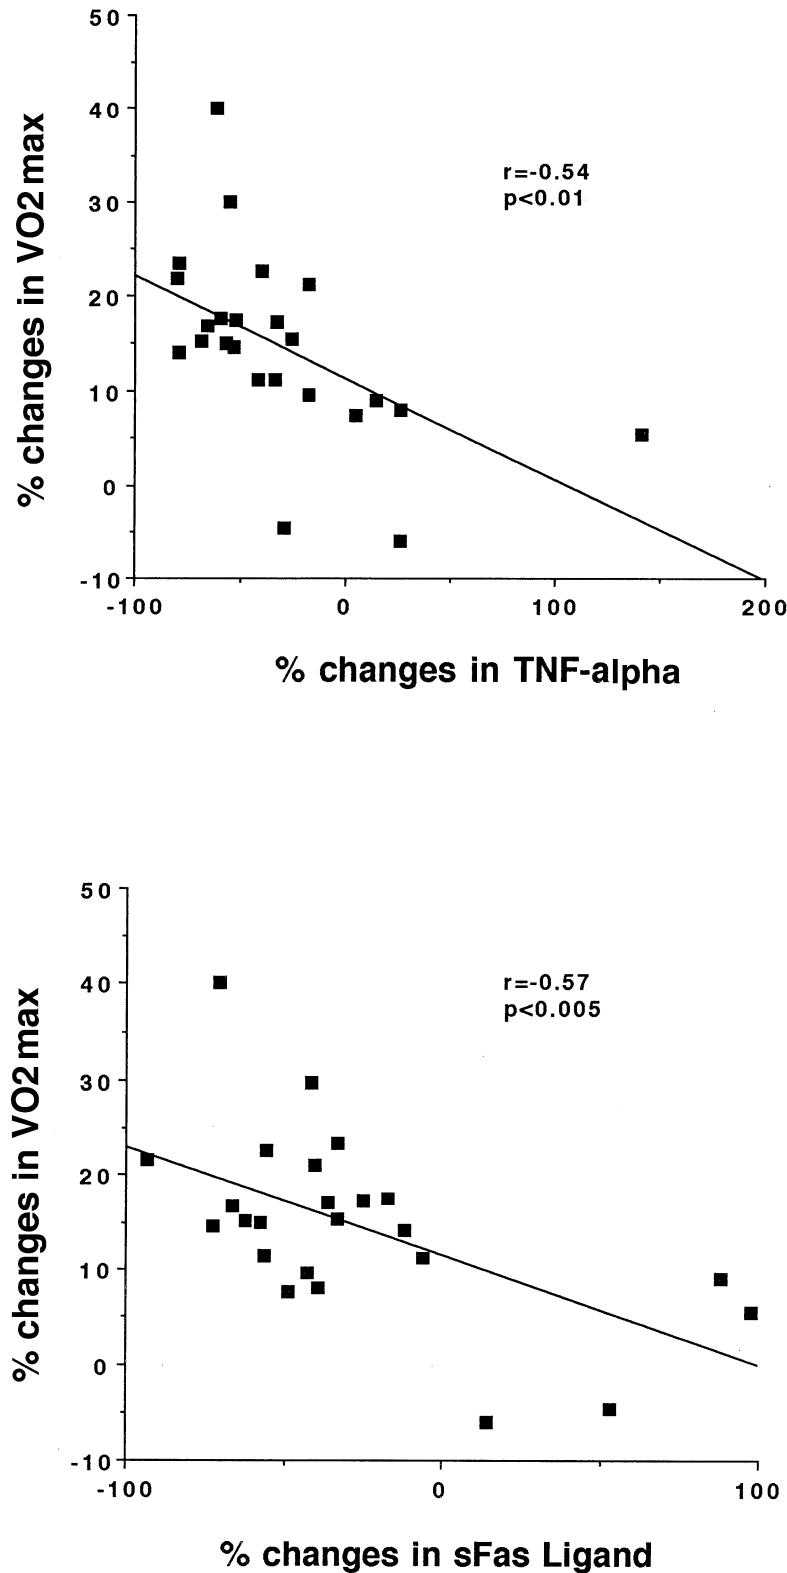 50
40
30
20
10
0
-10
% changes in VO2max
r=-0.54
p<0.01
-100 0 100 200
% changes in TNF-alpha
50
40
30
20
10
0
-10
% changes in VO2max
r=-0.57
p<0.005
-100 0 100
% changes in sFas Ligand